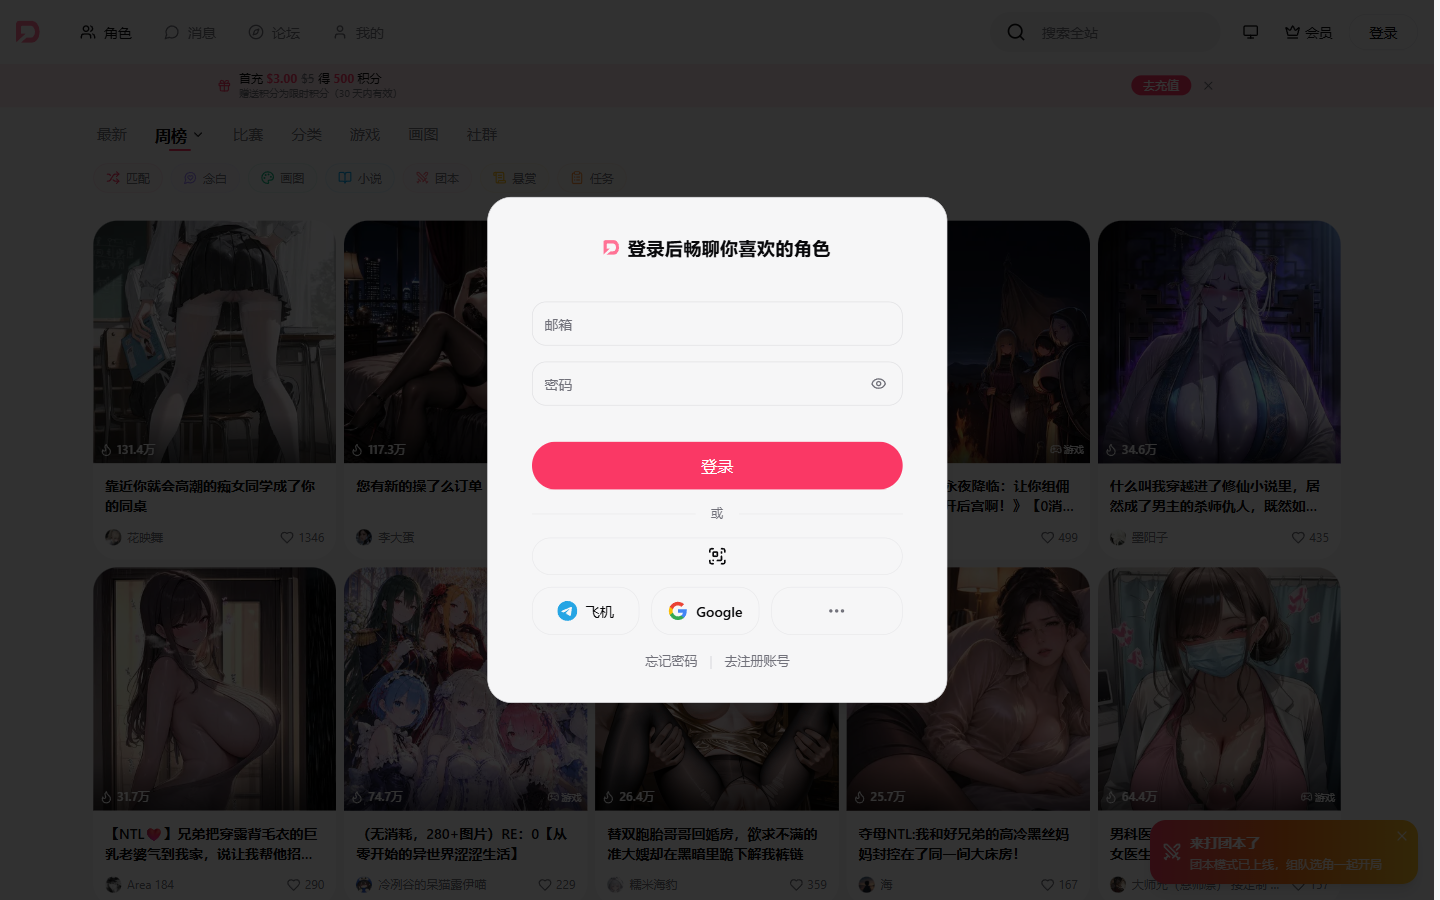 角色
消息
论坛
我的
搜索全站
会员
登录
首充 $3.00 $5 得 500 积分
赠送积分为限时积分（30 天内有效）
去充值
最新
周榜
比赛
分类
游戏
画图
社群
匹配
念白
画图
小说
团本
悬赏
任务
登录后畅聊你喜欢的角色
邮箱
密码
登录
或
飞机
Google
忘记密码
去注册账号
131.4万
117.3万
游戏
34.6万
靠近你就会高潮的痴女同学成了你
的同桌
您有新的操了么订单
永夜降临：让你组佣
开后宫啊！》【0消...
什么叫我穿越进了修仙小说里，居
然成了男主的杀师仇人，既然如...
花映舞
1346
李大蛋
499
墨阳子
435
31.7万
74.7万
游戏
26.4万
25.7万
64.4万
游戏
【NTL❤️】兄弟把穿露背毛衣的巨
乳老婆气到我家，说让我帮他招...
（无消耗，280+图片）RE：0【从
零开始的异世界涩涩生活】
替双胞胎哥哥回婚房，欲求不满的
准大嫂却在黑暗里跪下解我裤链
夺母NTL:我和好兄弟的高冷黑丝妈
妈封控在了同一间大床房！
男科医
女医生
Area 184
290
冷冽谷的呆猫露伊喵
229
糯米海豹
359
海
167
来打团本了
团本模式已上线，组队选角一起开局